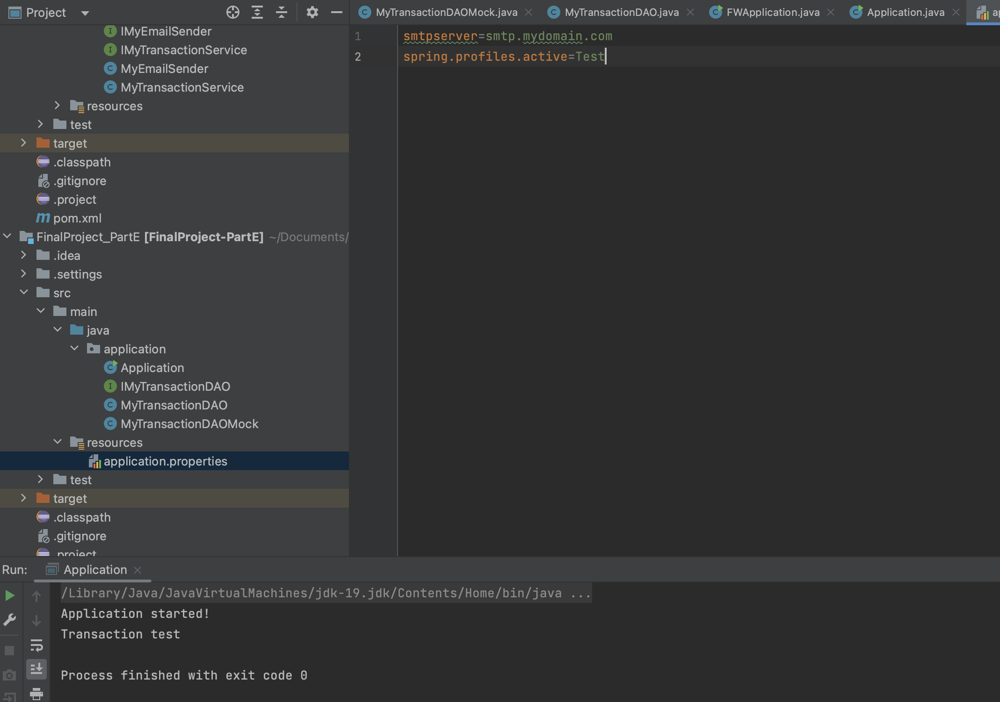 Project
MyTransactionDAOMock.java
MyTransactionDAO.java
FWApplication.java
Application.java
IMyEmailSender
IMyTransactionService
MyEmailSender
MyTransactionService
resources
test
target
.classpath
.gitignore
.project
m pom.xml
FinalProject_PartE [FinalProject-PartE] ~/Documents/
.idea
.settings
src
main
java
application
Application
IMyTransactionDAO
MyTransactionDAO
MyTransactionDAOMock
resources
application.properties
test
target
.classpath
.gitignore
.project
1 smtpserver=smtp.mydomain.com
2 spring.profiles.active=Test
Run: Application
/Library/Java/JavaVirtualMachines/jdk-19.jdk/Contents/Home/bin/java ...
Application started!
Transaction test
Process finished with exit code 0